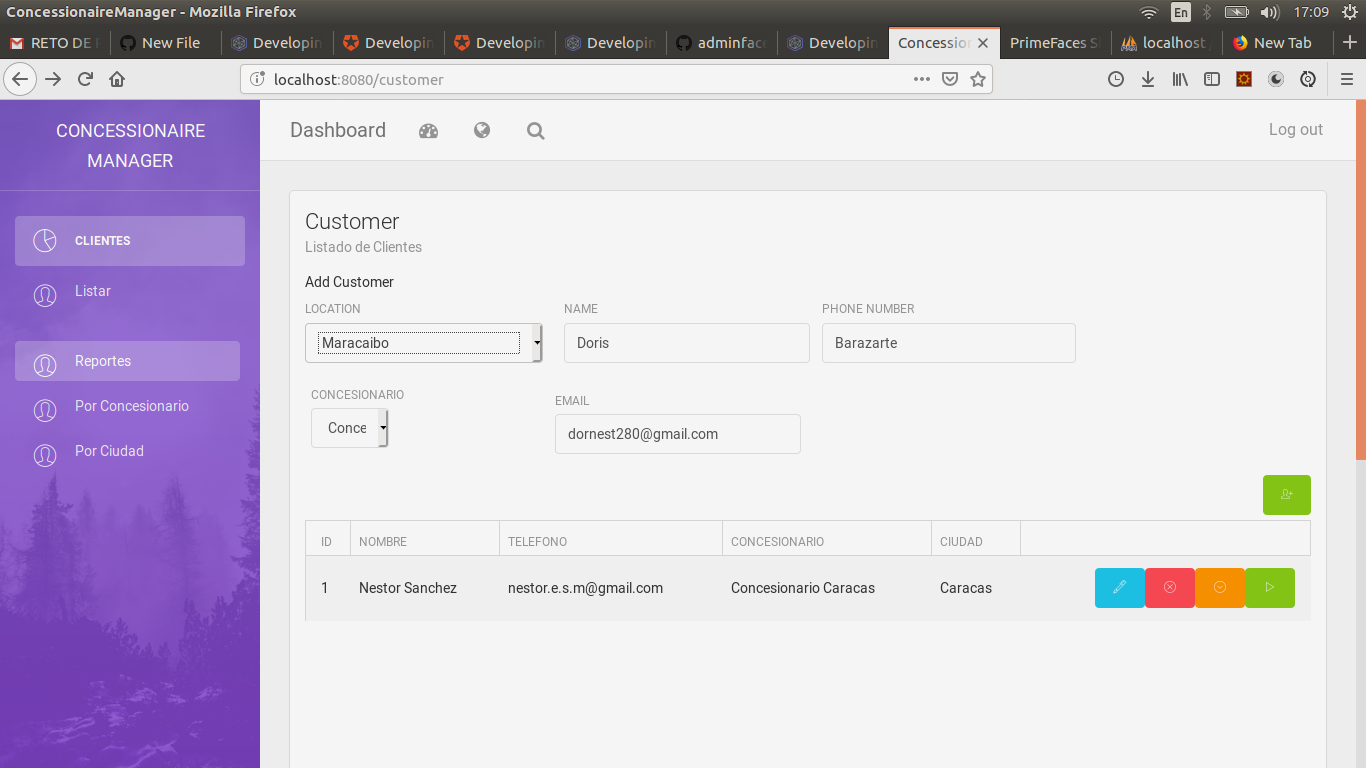 ConcessionaireManager - Mozilla Firefox
En
17:09
RETO DE
New File
Developin
Developin
Developin
Developin
adminface
Developin
Concession
PrimeFaces S
localhost /
New Tab
localhost:8080/customer
CONCESSIONAIRE
MANAGER
Dashboard
Log out
CLIENTES
Listar
Reportes
Por Concesionario
Por Ciudad
Customer
Listado de Clientes
Add Customer
LOCATION NAME PHONE NUMBER
Maracaibo Doris Barazarte
CONCESIONARIO EMAIL
Conce dornest280@gmail.com
ID NOMBRE TELEFONO CONCESIONARIO CIUDAD
1 Nestor Sanchez nestor.e.s.m@gmail.com Concesionario Caracas Caracas